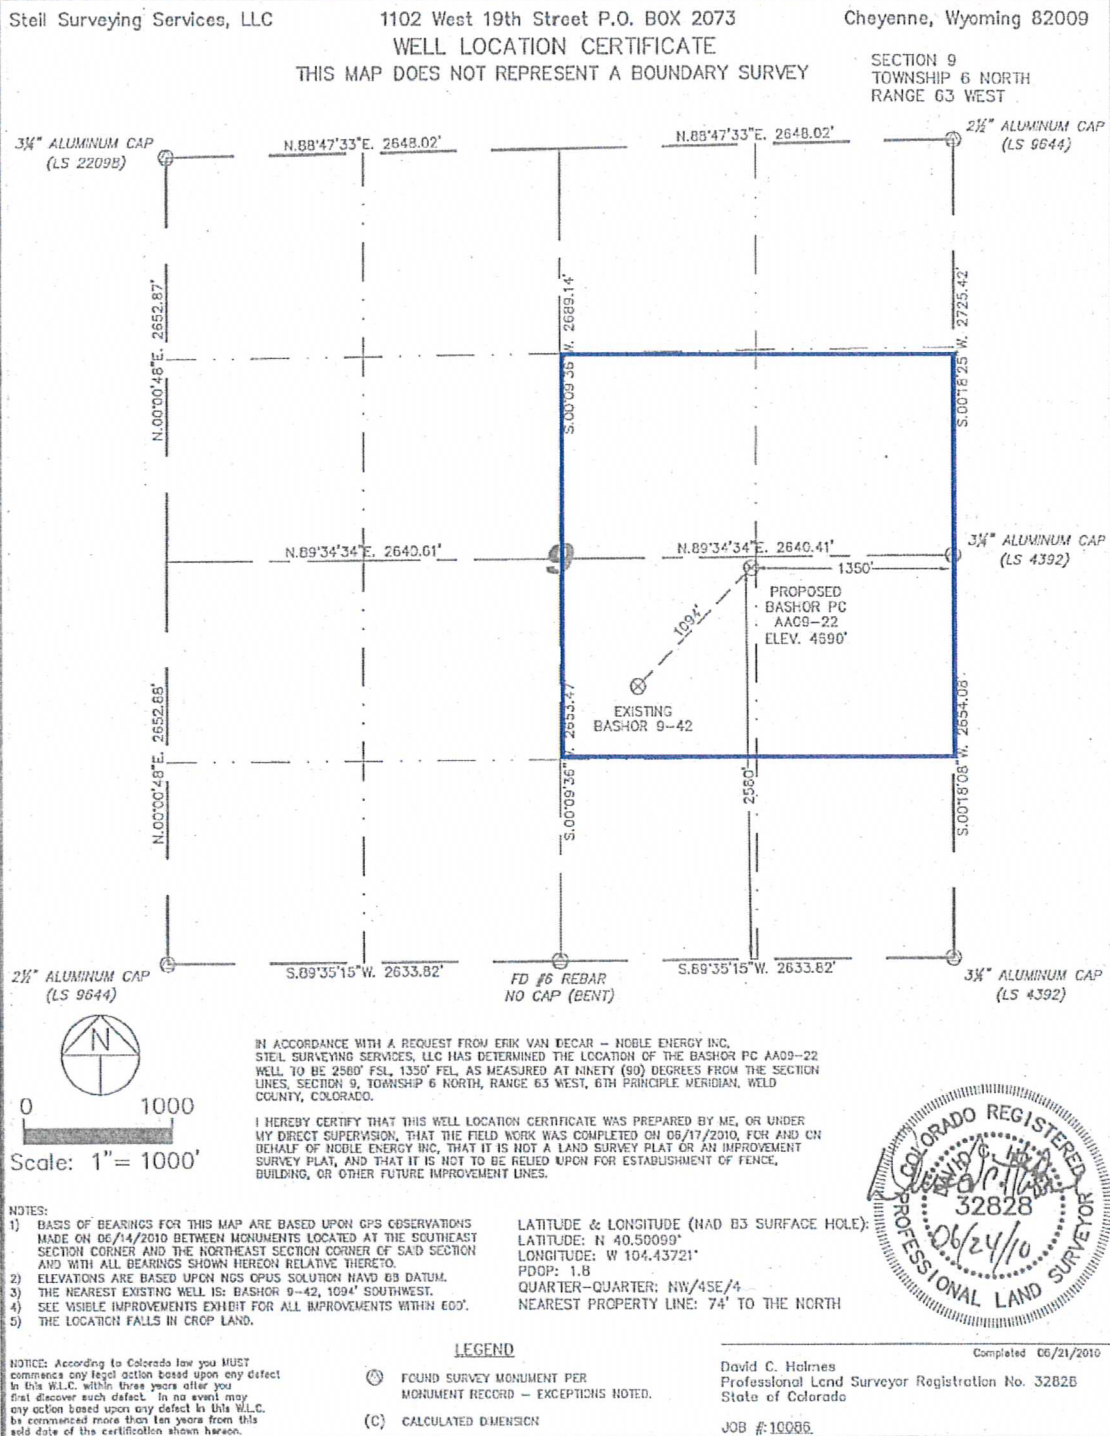 Steil Surveying Services, LLC
1102 West 19th Street P.O. BOX 2073
Cheyenne, Wyoming 82009
WELL LOCATION CERTIFICATE
THIS MAP DOES NOT REPRESENT A BOUNDARY SURVEY
SECTION 9
TOWNSHIP 6 NORTH
RANGE 63 WEST
3¼" ALUMINUM CAP
(LS 22098)
N.88°47'33"E. 2648.02'
N.88°47'33"E. 2648.02'
2½" ALUMINUM CAP
(LS 9644)
N.00°00'48"E. 2652.87'
S.00°09'36"W. 2689.14'
S.00°18'25"W. 2725.42'
N.89°34'34"E. 2640.61'
9
N.89°34'34"E. 2640.41'
3¼" ALUMINUM CAP
(LS 4392)
1350'
PROPOSED
BASHOR PC
AA09-22
ELEV. 4690'
1094'
EXISTING
BASHOR 9-42
N.00°00'48"E. 2652.88'
S.00°09'36"W. 2653.47'
2580'
S.00°18'08"W. 2654.08'
2½" ALUMINUM CAP
(LS 9644)
S.89°35'15"W. 2633.82'
FD #6 REBAR
NO CAP (BENT)
S.89°35'15"W. 2633.82'
3¼" ALUMINUM CAP
(LS 4392)
N
0 1000
Scale: 1"= 1000'
IN ACCORDANCE WITH A REQUEST FROM ERIK VAN DECAR – NOBLE ENERGY INC,
STEIL SURVEYING SERVICES, LLC HAS DETERMINED THE LOCATION OF THE BASHOR PC AA09-22
WELL TO BE 2580' FSL, 1350' FEL, AS MEASURED AT NINETY (90) DEGREES FROM THE SECTION
LINES, SECTION 9, TOWNSHIP 6 NORTH, RANGE 63 WEST, 6TH PRINCIPLE MERIDIAN, WELD
COUNTY, COLORADO.
I HEREBY CERTIFY THAT THIS WELL LOCATION CERTIFICATE WAS PREPARED BY ME, OR UNDER
MY DIRECT SUPERVISION, THAT THE FIELD WORK WAS COMPLETED ON 06/17/2010, FOR AND ON
BEHALF OF NOBLE ENERGY INC, THAT IT IS NOT A LAND SURVEY PLAT OR AN IMPROVEMENT
SURVEY PLAT, AND THAT IT IS NOT TO BE RELIED UPON FOR ESTABLISHMENT OF FENCE,
BUILDING, OR OTHER FUTURE IMPROVEMENT LINES.
NOTES:
1) BASIS OF BEARINGS FOR THIS MAP ARE BASED UPON GPS OBSERVATIONS
MADE ON 06/14/2010 BETWEEN MONUMENTS LOCATED AT THE SOUTHEAST
SECTION CORNER AND THE NORTHEAST SECTION CORNER OF SAID SECTION
AND WITH ALL BEARINGS SHOWN HEREON RELATIVE THERETO.
2) ELEVATIONS ARE BASED UPON NGS OPUS SOLUTION NAVD 88 DATUM.
3) THE NEAREST EXISTING WELL IS: BASHOR 9-42, 1094' SOUTHWEST.
4) SEE VISIBLE IMPROVEMENTS EXHIBIT FOR ALL IMPROVEMENTS WITHIN 600'.
5) THE LOCATION FALLS IN CROP LAND.
LATITUDE & LONGITUDE (NAD 83 SURFACE HOLE):
LATITUDE: N 40.50099°
LONGITUDE: W 104.43721°
PDOP: 1.8
QUARTER-QUARTER: NW/4SE/4
NEAREST PROPERTY LINE: 74' TO THE NORTH
COLORADO REGISTERED
DAVID C. HOLMES
32828
06/24/10
PROFESSIONAL LAND SURVEYOR
NOTICE: According to Colorado law you MUST
commence any legal action based upon any defect
in this W.L.C. within three years after you
first discover such defect. In no event may
any action based upon any defect in this W.L.C.
be commenced more than ten years from this
said date of the certification shown hereon.
LEGEND
FOUND SURVEY MONUMENT PER
MONUMENT RECORD – EXCEPTIONS NOTED.
(C) CALCULATED DIMENSION
Completed 06/21/2010
David C. Holmes
Professional Land Surveyor Registration No. 32828
State of Colorado
JOB #:10086